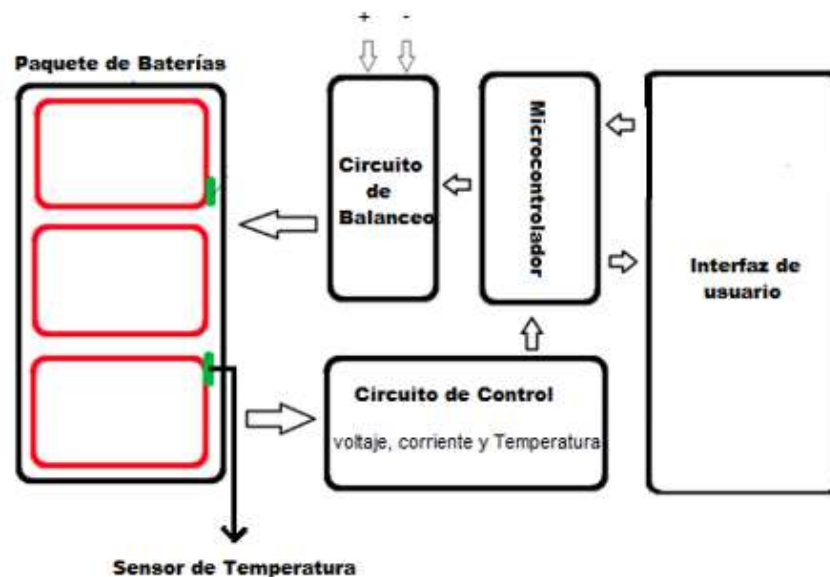 + -
Paquete de Baterías
Circuito
de
Balanceo
Microcontrolador
Interfaz de
usuario
Circuito de Control
voltaje, corriente y Temperatura
Sensor de Temperatura